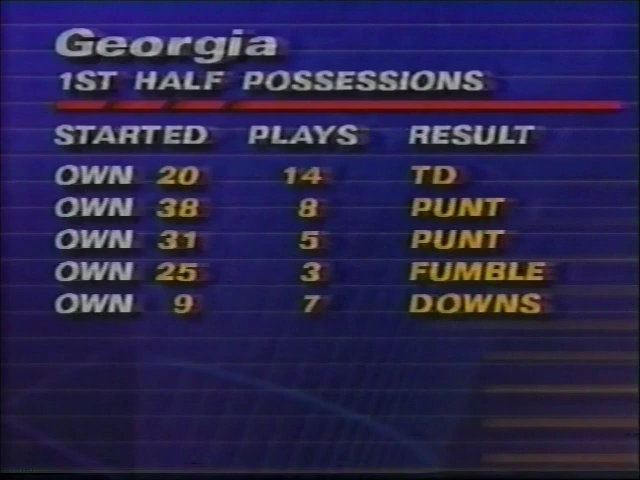 Georgia
1ST HALF POSSESSIONS
STARTED PLAYS RESULT
OWN 20 14 TD
OWN 38 8 PUNT
OWN 31 5 PUNT
OWN 25 3 FUMBLE
OWN 9 7 DOWNS